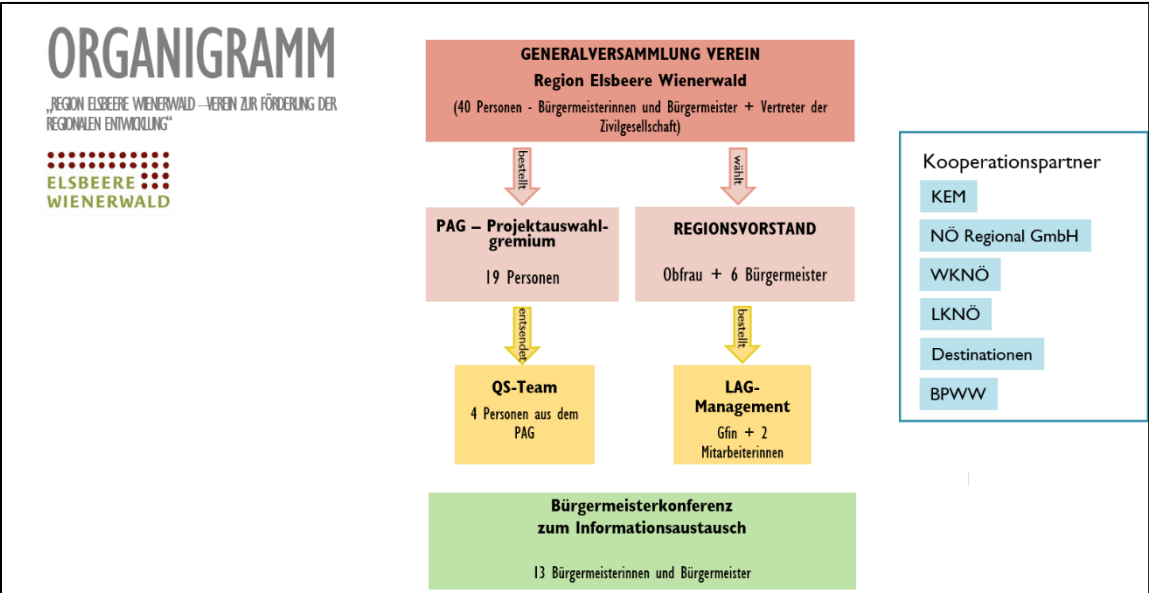 ORGANIGRAMM
„REGION ELSBEERE WIENERWALD –VEREIN ZUR FÖRDERUNG DER
REGIONALEN ENTWICKLUNG“
ELSBEERE
WIENERWALD
GENERALVERSAMMLUNG VEREIN
Region Elsbeere Wienerwald
(40 Personen - Bürgermeisterinnen und Bürgermeister + Vertreter der
Zivilgesellschaft)
bestellt
wählt
PAG – Projektauswahl-
gremium
19 Personen
REGIONSVORSTAND
Obfrau + 6 Bürgermeister
entsendet
bestellt
QS-Team
4 Personen aus dem
PAG
LAG-
Management
Gfin + 2
Mitarbeiterinnen
Bürgermeisterkonferenz
zum Informationsaustausch
13 Bürgermeisterinnen und Bürgermeister
Kooperationspartner
KEM
NÖ Regional GmbH
WKNÖ
LKNÖ
Destinationen
BPWW